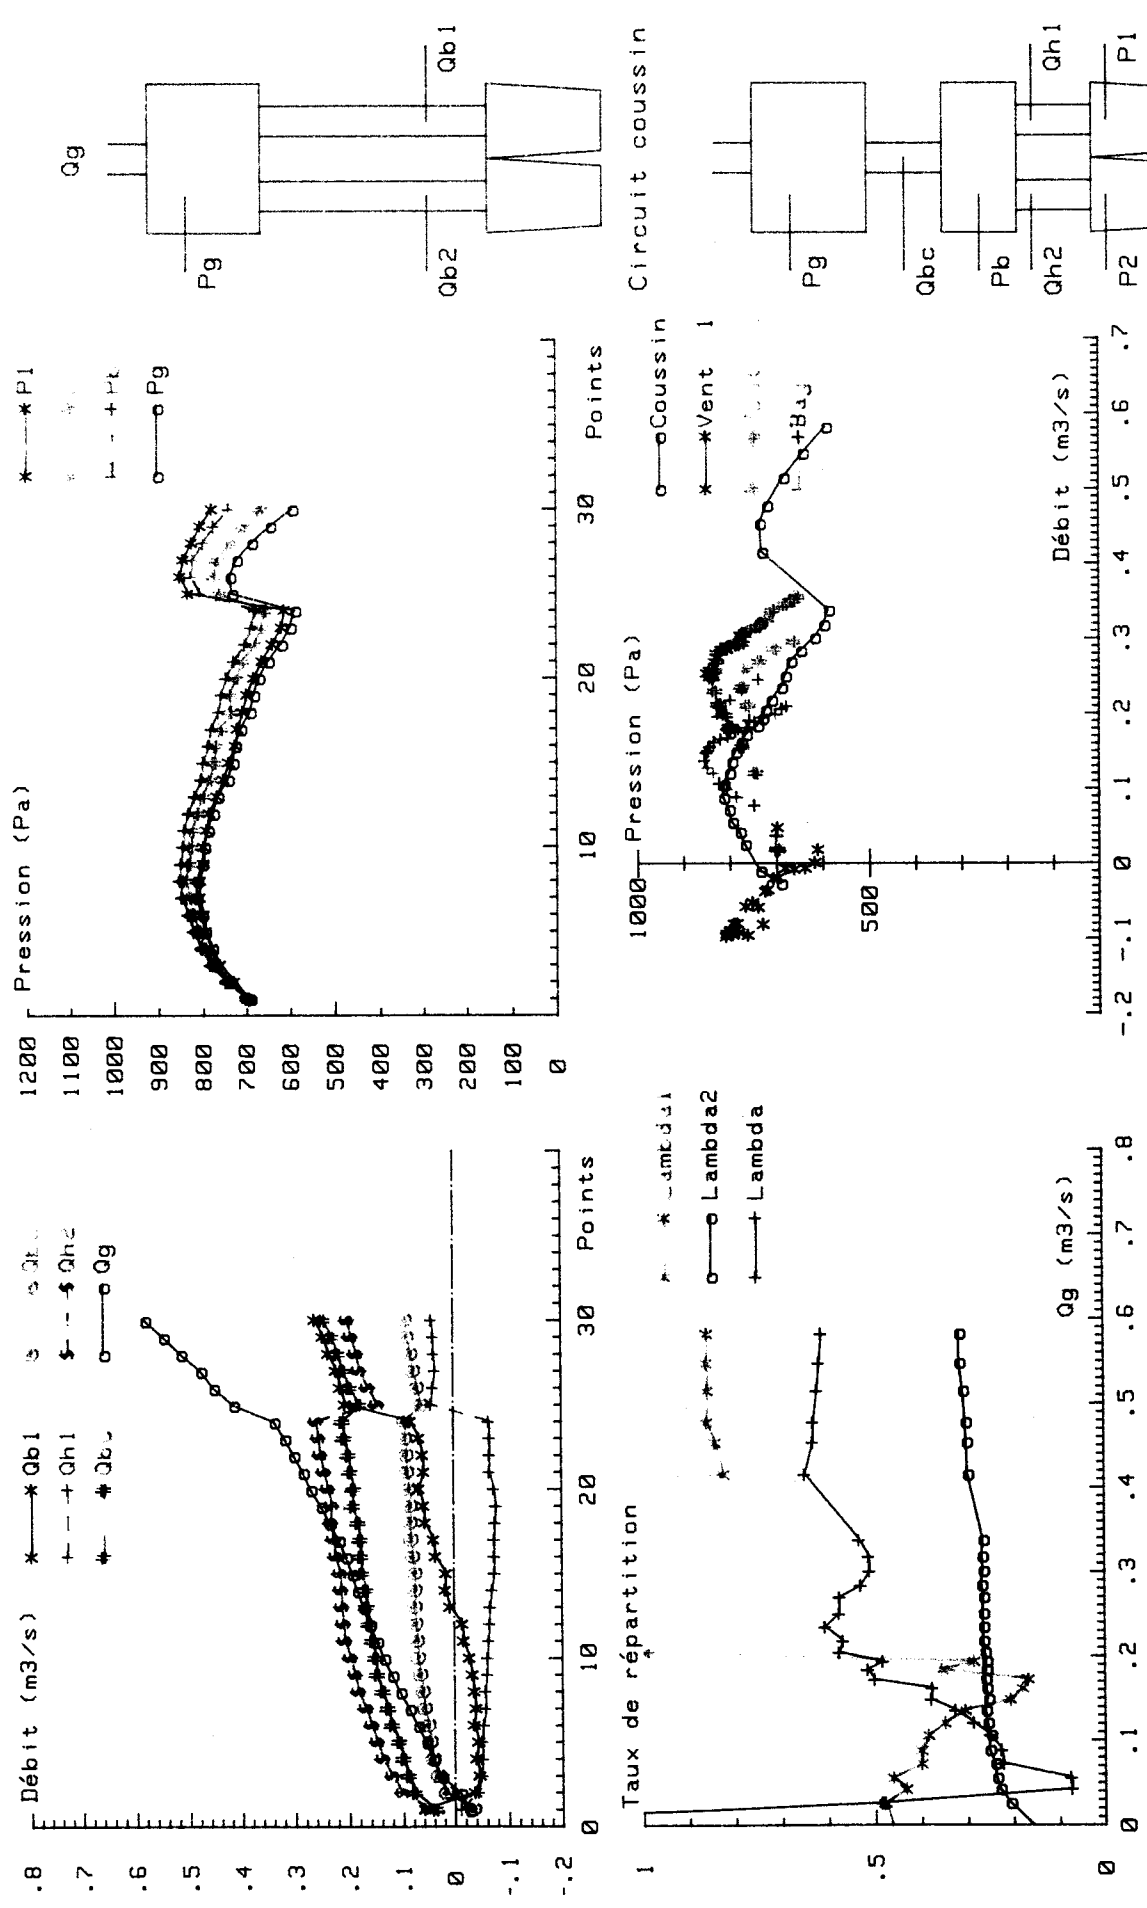 Débit (m3/s)
Qb1
Qh1 Qh2
Qg
.8
.7
.6
.5
.4
.3
.2
.1
0
-.1
-.2
0 10 20 30
Points
Pression (Pa)
P1
Pg
1200
1100
1000
900
800
700
600
500
400
300
200
100
0
10 20 30
Points
Qg
Pg
Qb2 Qb1
Taux de répartition
Lambda2
Lambda
1
.5
0
0 .1 .2 .3 .4 .5 .6 .7 .8
Qg (m3/s)
Pression (Pa)
Coussin
Vent 1
1000
500
-.2 -.1 0 .1 .2 .3 .4 .5 .6 .7
Débit (m3/s)
Circuit coussin
Pg
Qbc
Pb
Qh2 Qh1
P2 P1